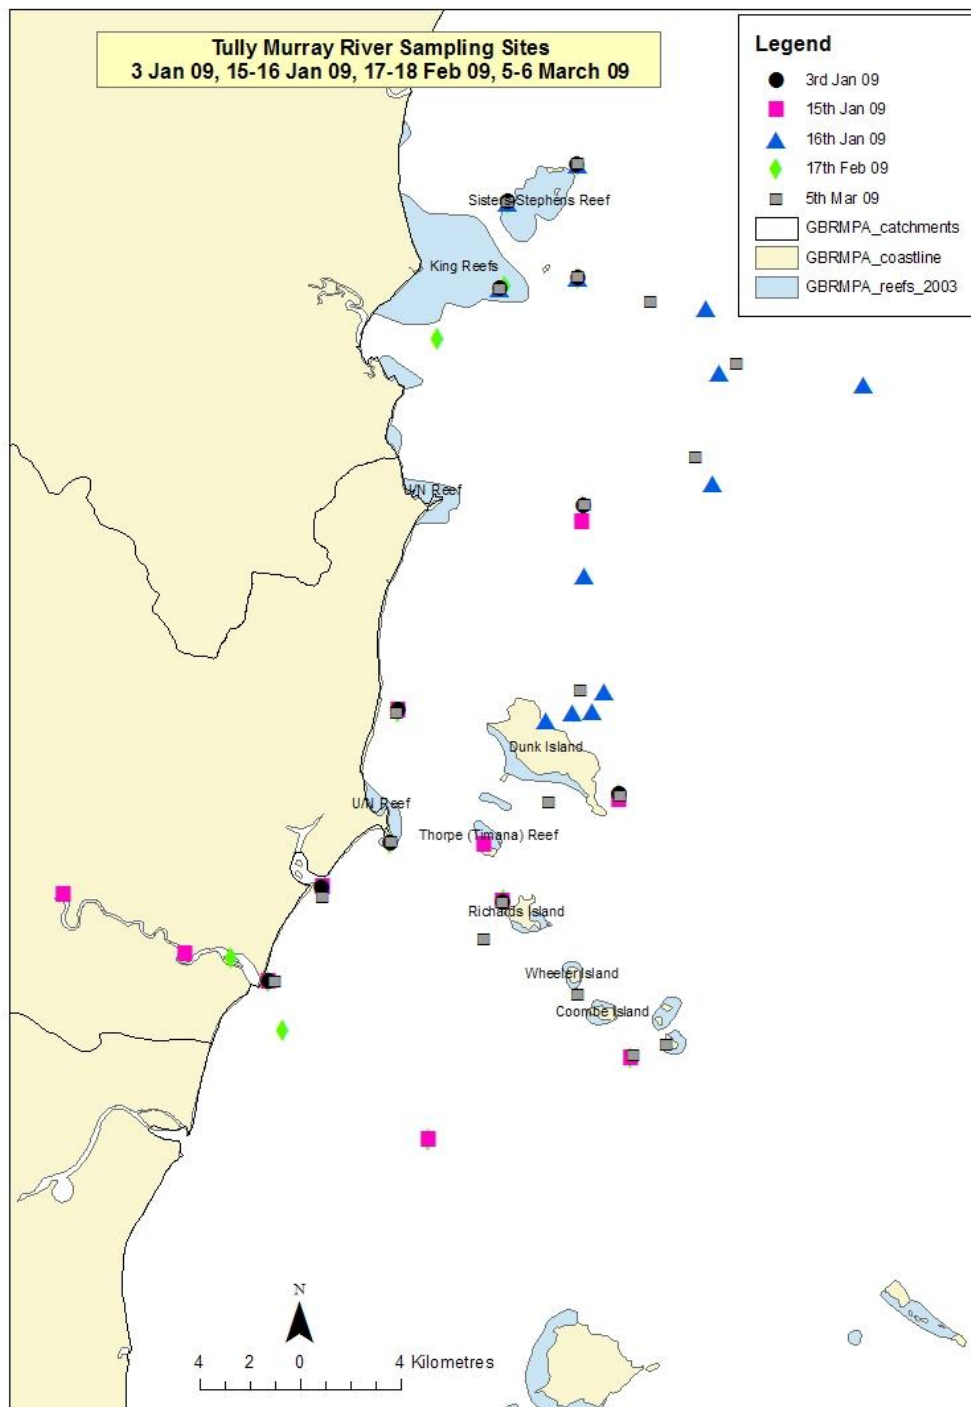 Tully Murray River Sampling Sites
3 Jan 09, 15-16 Jan 09, 17-18 Feb 09, 5-6 March 09
Legend
3rd Jan 09
15th Jan 09
16th Jan 09
17th Feb 09
5th Mar 09
GBRMPA_catchments
GBRMPA_coastline
GBRMPA_reefs_2003
Sisters-Stephens Reef
King Reefs
U/N Reef
Dunk Island
U/N Reef
Thorpe (Timana) Reef
Richards Island
Wheeler Island
Coombe Island
N
4 2 0 4 Kilometres